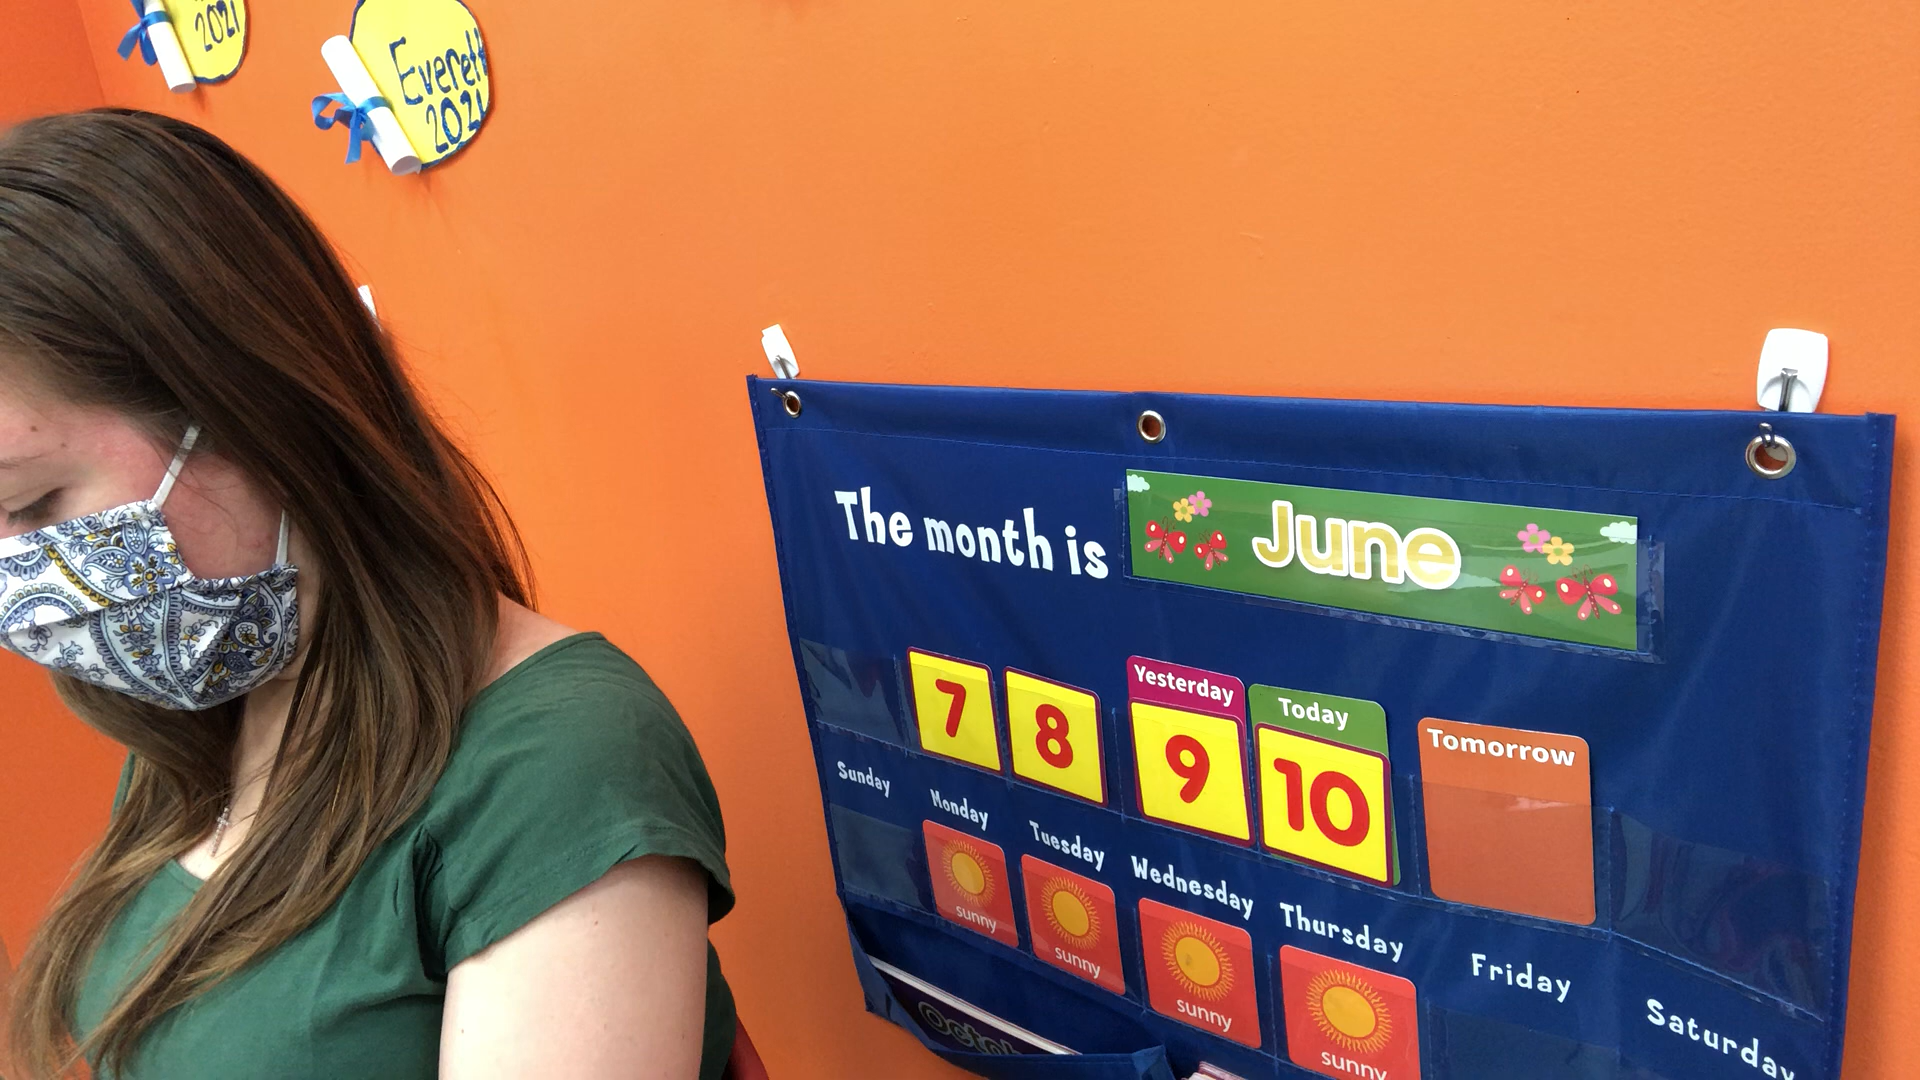 2021
Everett
2021
The month is June
Yesterday
Today
Tomorrow
7 8 9 10
Sunday Monday Tuesday Wednesday Thursday Friday Saturday
sunny sunny sunny sunny